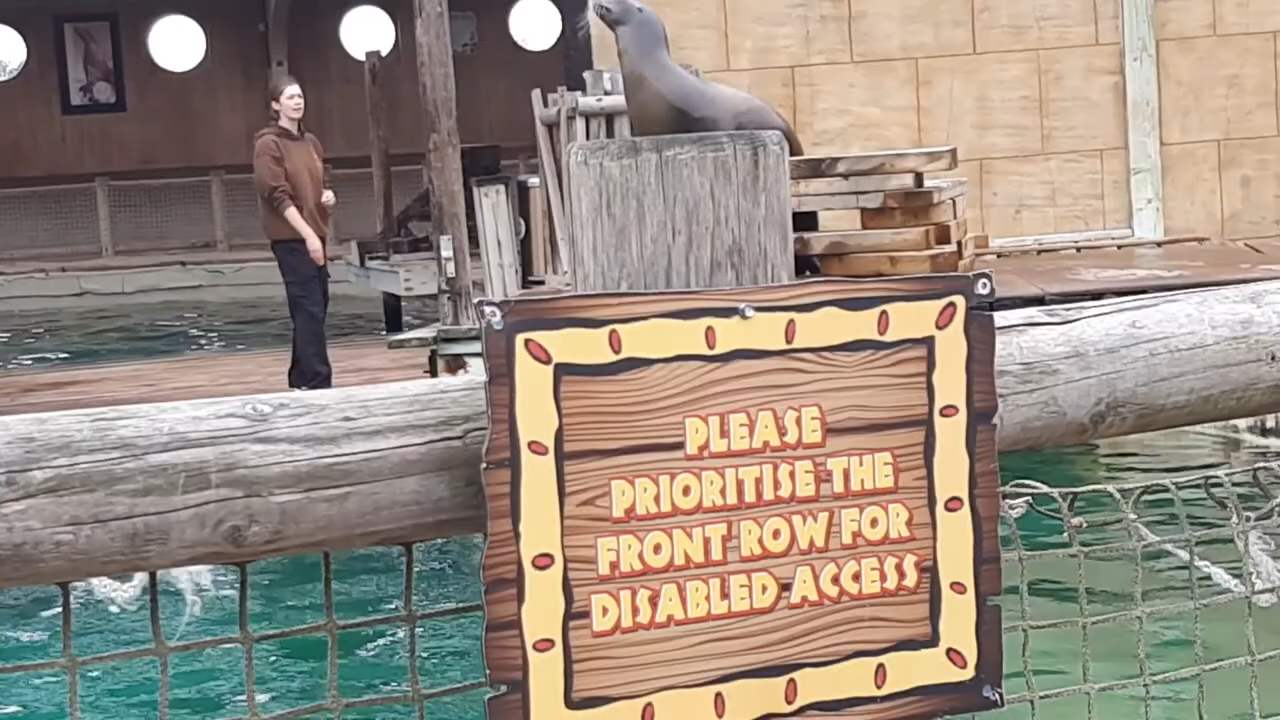 PLEASE
PRIORITISE THE
FRONT ROW FOR
DISABLED ACCESS